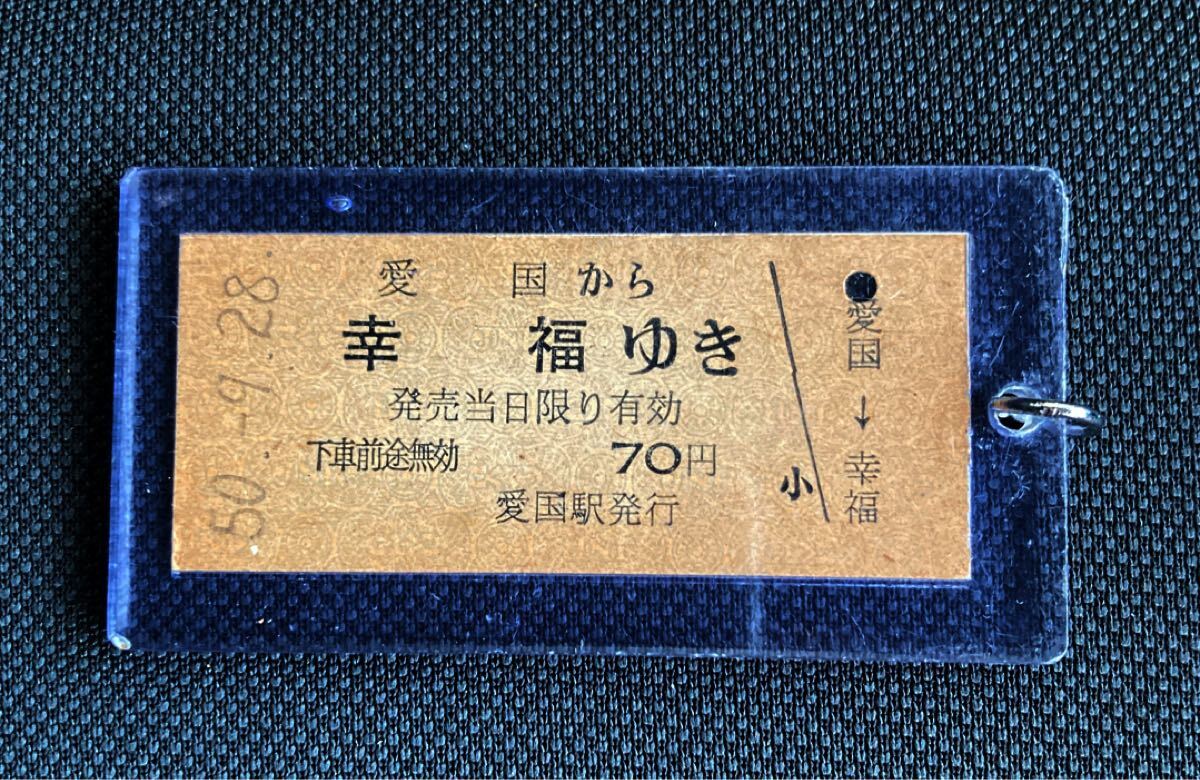 愛国から
幸福ゆき
発売当日限り有効
下車前途無効 70円
愛国駅発行
50.-9.28.
小
愛国→幸福